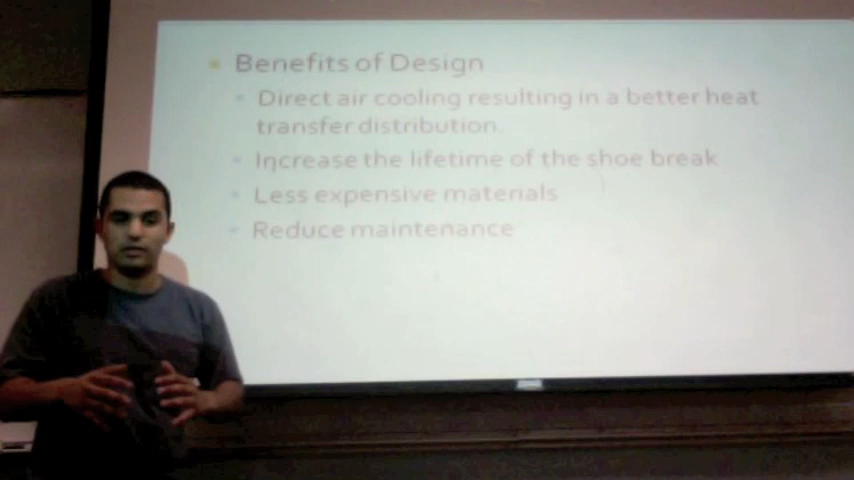 Benefits of Design
Direct air cooling resulting in a better heat
transfer distribution.
Increase the lifetime of the shoe break
Less expensive materials
Reduce maintenance